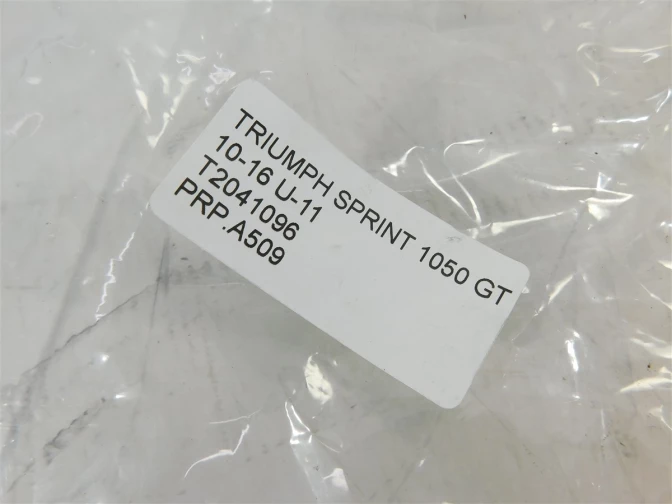 TRIUMPH SPRINT 1050 GT
10-16 U-11
T2041096
PRP.A509